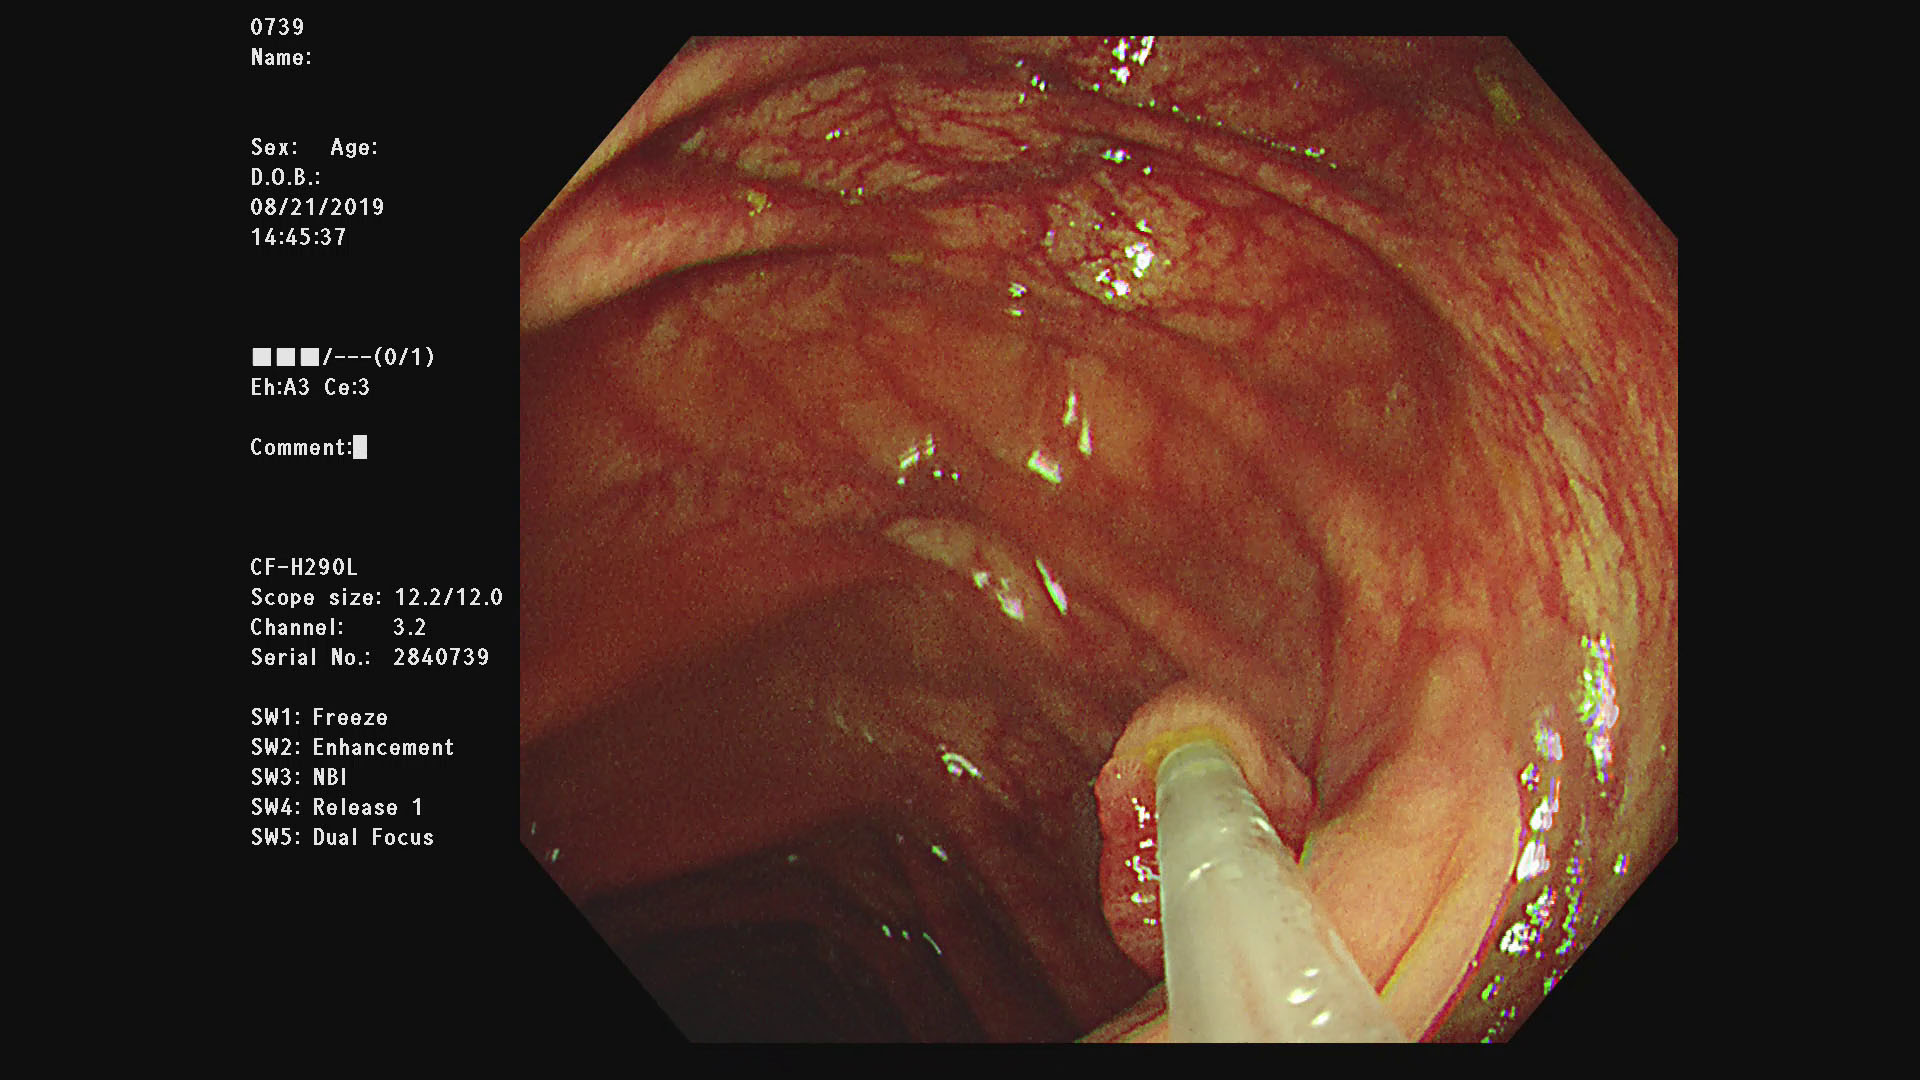 0739
Name:
Sex: Age:
D.O.B.:
08/21/2019
14:45:37
■■■/---(0/1)
Eh:A3 Ce:3
Comment:
CF-H290L
Scope size: 12.2/12.0
Channel: 3.2
Serial No.: 2840739
SW1: Freeze
SW2: Enhancement
SW3: NBI
SW4: Release 1
SW5: Dual Focus